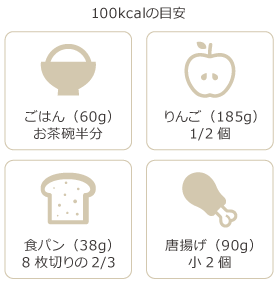 100kcalの目安
ごはん（60g）
お茶碗半分
りんご（185g）
1/2個
食パン（38g）
8枚切りの2/3
唐揚げ（90g）
小2個